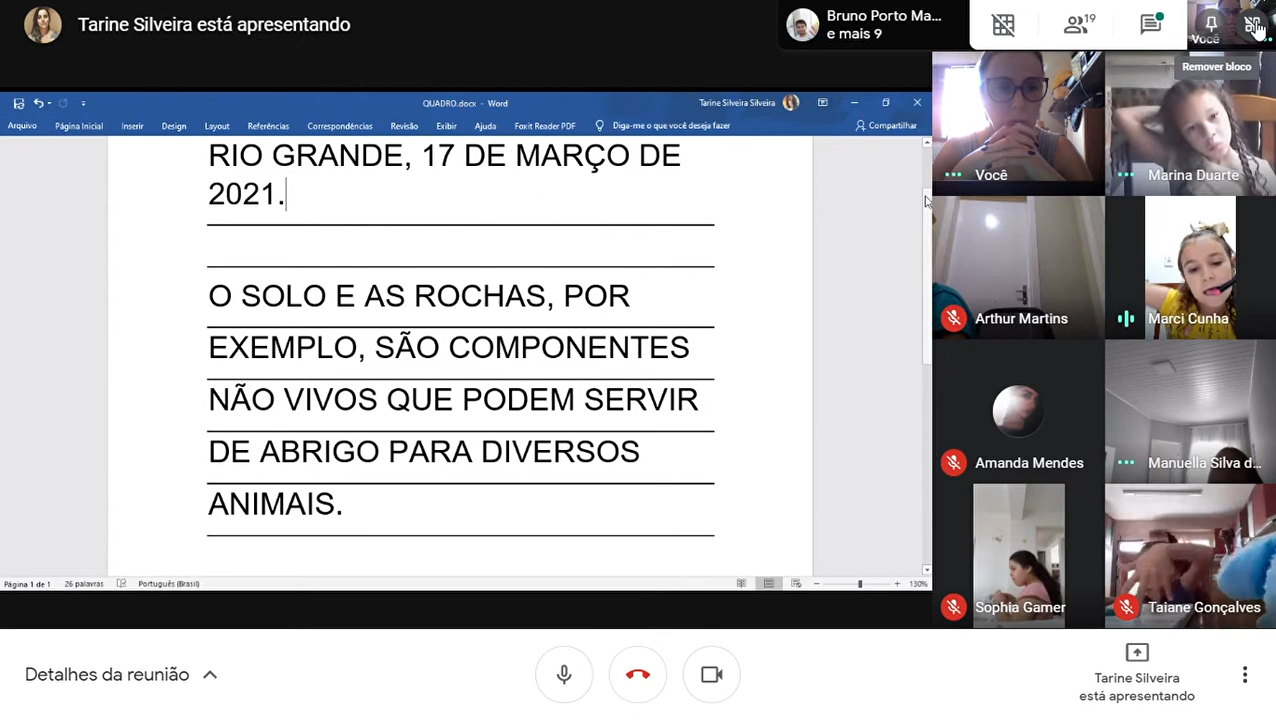 Tarine Silveira está apresentando
Bruno Porto Ma...
e mais 9
19
Você
Remover bloco
QUADRO.docx - Word
Tarine Silveira Silveira
Arquivo Página Inicial Inserir Design Layout Referências Correspondências Revisão Exibir Ajuda Foxit Reader PDF Diga-me o que você deseja fazer Compartilhar
RIO GRANDE, 17 DE MARÇO DE
2021.
O SOLO E AS ROCHAS, POR
EXEMPLO, SÃO COMPONENTES
NÃO VIVOS QUE PODEM SERVIR
DE ABRIGO PARA DIVERSOS
ANIMAIS.
Página 1 de 1 26 palavras Português (Brasil) 130%
Você
Marina Duarte
Arthur Martins
Marci Cunha
Amanda Mendes
Manuella Silva d...
Sophia Gamer
Taiane Gonçalves
Detalhes da reunião
Tarine Silveira
está apresentando